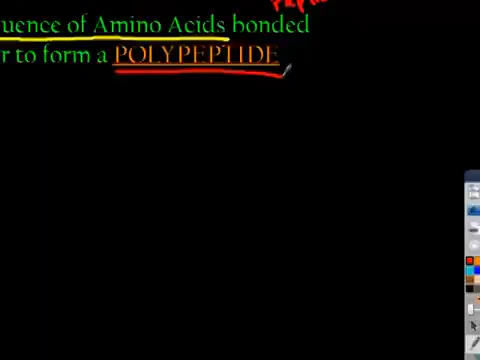 uence of Amino Acids bonded
r to form a POLYPEPTIDE